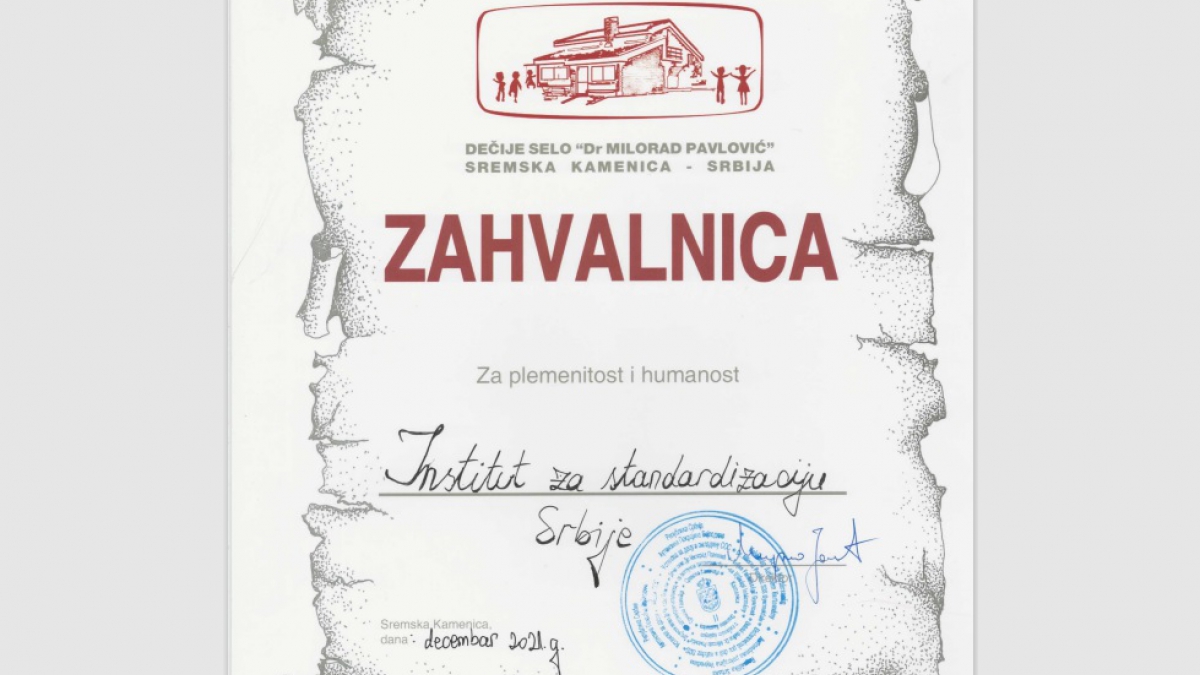 DEČIJE SELO “Dr MILORAD PAVLOVIĆ”
SREMSKA KAMENICA - SRBIJA
ZAHVALNICA
Za plemenitost i humanost
Institut za standardizaciju
Srbije
Direktor
Sremska Kamenica,
dana: decembar 2021.g.